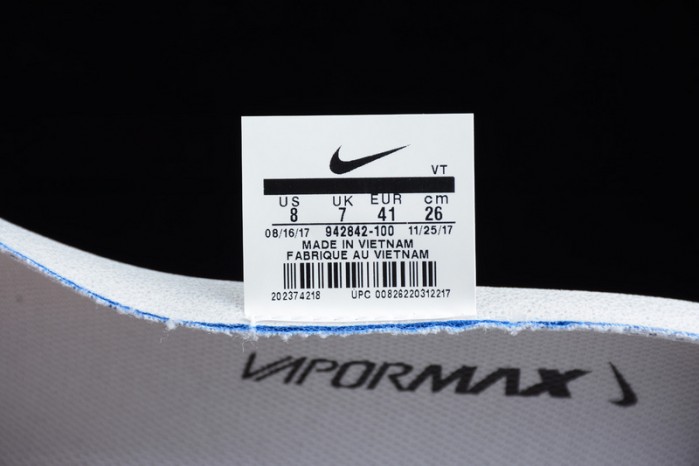 VT
US UK EUR cm
8 7 41 26
08/16/17 942842-100 11/25/17
MADE IN VIETNAM
FABRIQUE AU VIETNAM
202374218 UPC 00826220312217
VAPORMAX